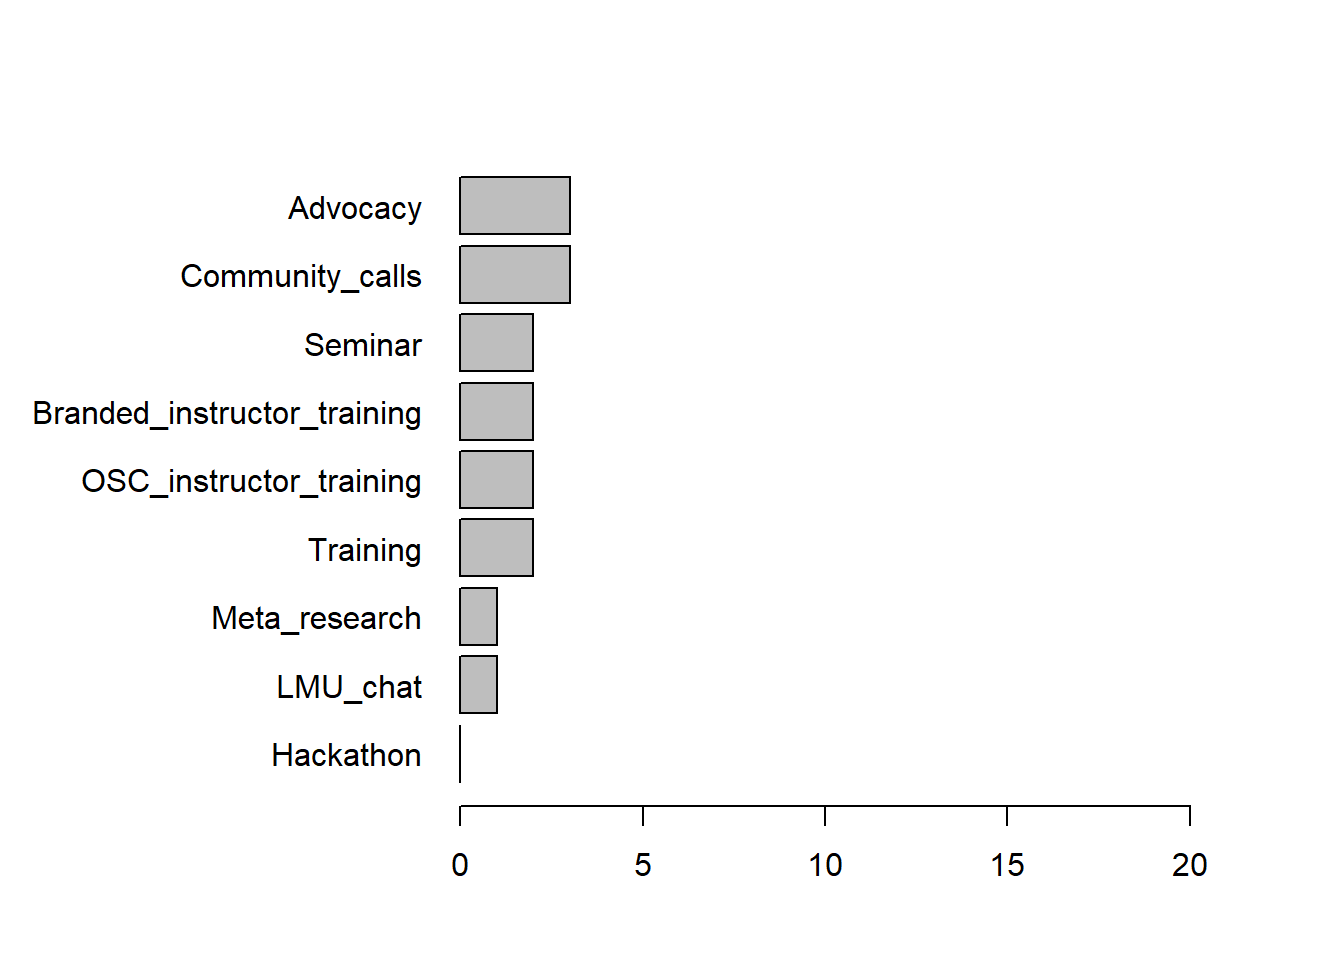 Advocacy
Community_calls
Seminar
Branded_instructor_training
OSC_instructor_training
Training
Meta_research
LMU_chat
Hackathon
0 5 10 15 20